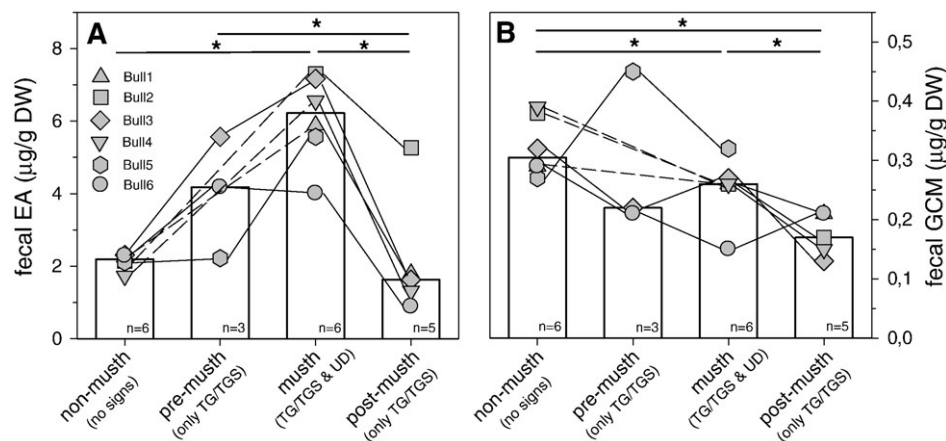 A
*
*
*
8
6
4
2
0
fecal EA (µg/g DW)
Bull1
Bull2
Bull3
Bull4
Bull5
Bull6
n=6
n=3
n=6
n=5
non-musth
(no signs)
pre-musth
(only TG/TGS)
musth
(TG/TGS & UD)
post-musth
(only TG/TGS)
B
*
*
*
0,5
0,4
0,3
0,2
0,1
0,0
fecal GCM (µg/g DW)
n=6
n=3
n=6
n=5
non-musth
(no signs)
pre-musth
(only TG/TGS)
musth
(TG/TGS & UD)
post-musth
(only TG/TGS)